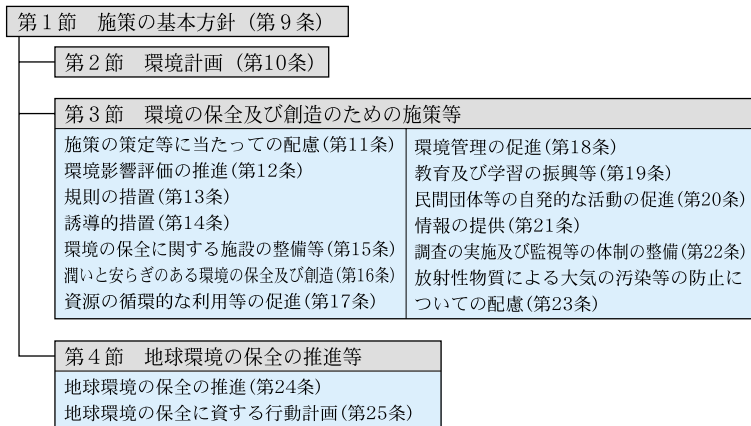 第1節　施策の基本方針（第9条）
第2節　環境計画（第10条）
第3節　環境の保全及び創造のための施策等
施策の策定等に当たっての配慮(第11条)
環境影響評価の推進(第12条)
規則の措置(第13条)
誘導的措置(第14条)
環境の保全に関する施設の整備等(第15条)
潤いと安らぎのある環境の保全及び創造(第16条)
資源の循環的な利用等の促進(第17条)
環境管理の促進(第18条)
教育及び学習の振興等(第19条)
民間団体等の自発的な活動の促進(第20条)
情報の提供(第21条)
調査の実施及び監視等の体制の整備(第22条)
放射性物質による大気の汚染等の防止に
ついての配慮(第23条)
第4節　地球環境の保全の推進等
地球環境の保全の推進(第24条)
地球環境の保全に資する行動計画(第25条)